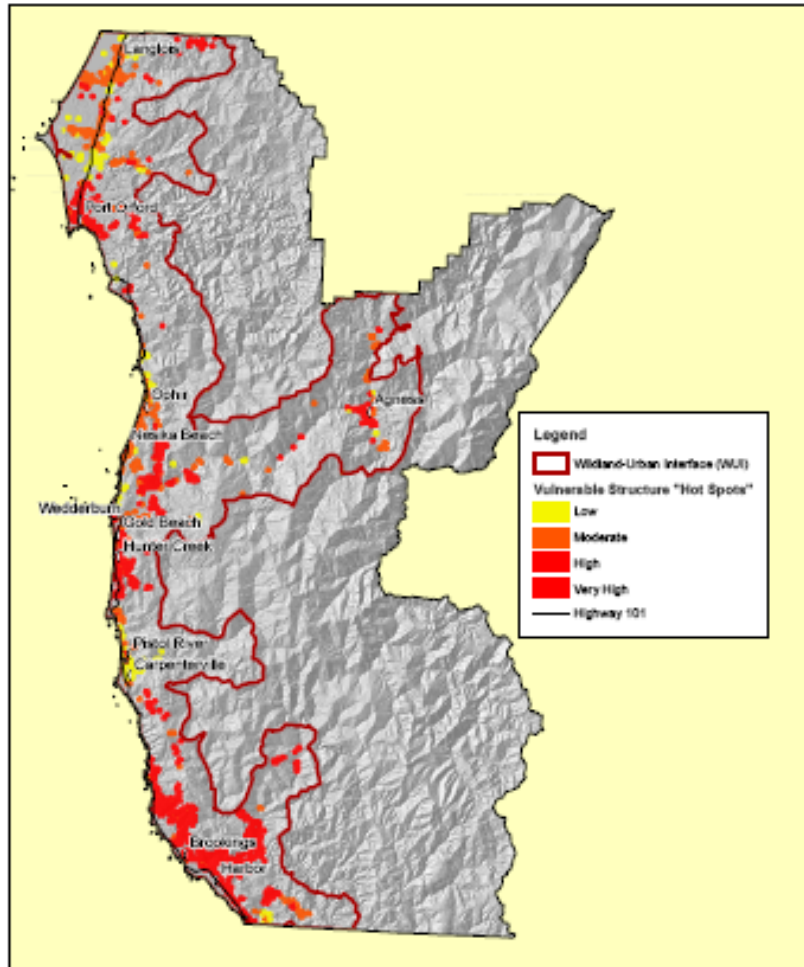 Langlois
Port Orford
Ophir
Agness
Nesika Beach
Wedderburn
Gold Beach
Hunter Creek
Pistol River
Carpenterville
Brookings
Harbor
Legend
Wildland-Urban Interface (WUI)
Vulnerable Structure "Hot Spots"
Low
Moderate
High
Very High
Highway 101